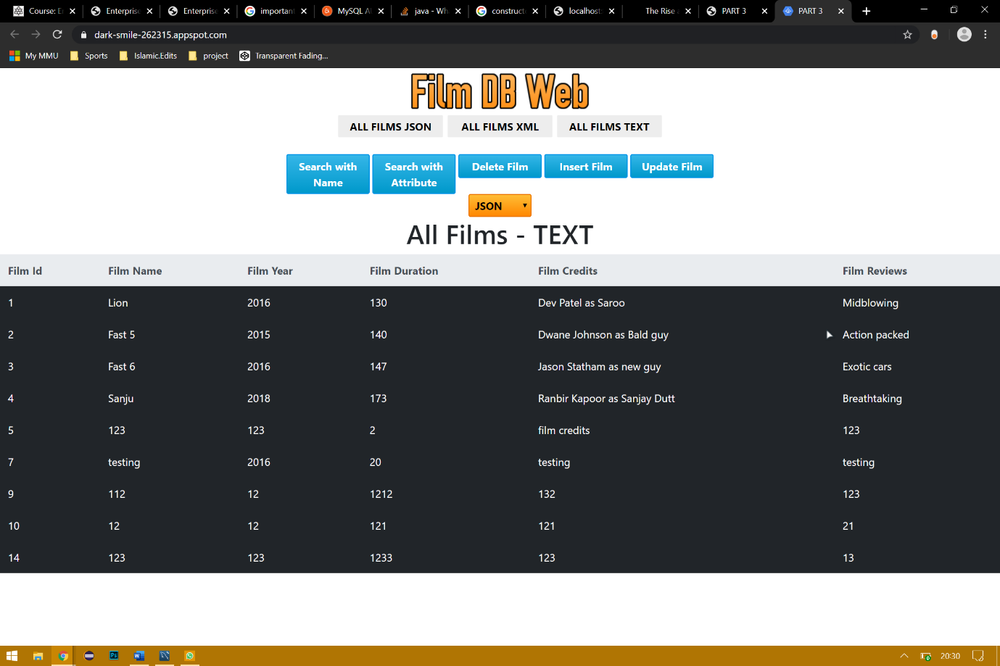 Course: E Enterprise Enterprise important MySQL Al java - Wh construct localhost: The Rise PART 3 PART 3
dark-smile-262315.appspot.com
My MMU Sports Islamic.Edits project Transparent Fading...
Film DB Web
ALL FILMS JSON ALL FILMS XML ALL FILMS TEXT
Search with Name Search with Attribute Delete Film Insert Film Update Film
JSON
All Films - TEXT
Film Id Film Name Film Year Film Duration Film Credits Film Reviews
1 Lion 2016 130 Dev Patel as Saroo Midblowing
2 Fast 5 2015 140 Dwane Johnson as Bald guy Action packed
3 Fast 6 2016 147 Jason Statham as new guy Exotic cars
4 Sanju 2018 173 Ranbir Kapoor as Sanjay Dutt Breathtaking
5 123 123 2 film credits 123
7 testing 2016 20 testing testing
9 112 12 1212 132 123
10 12 12 121 121 21
14 123 123 1233 123 13
20:30